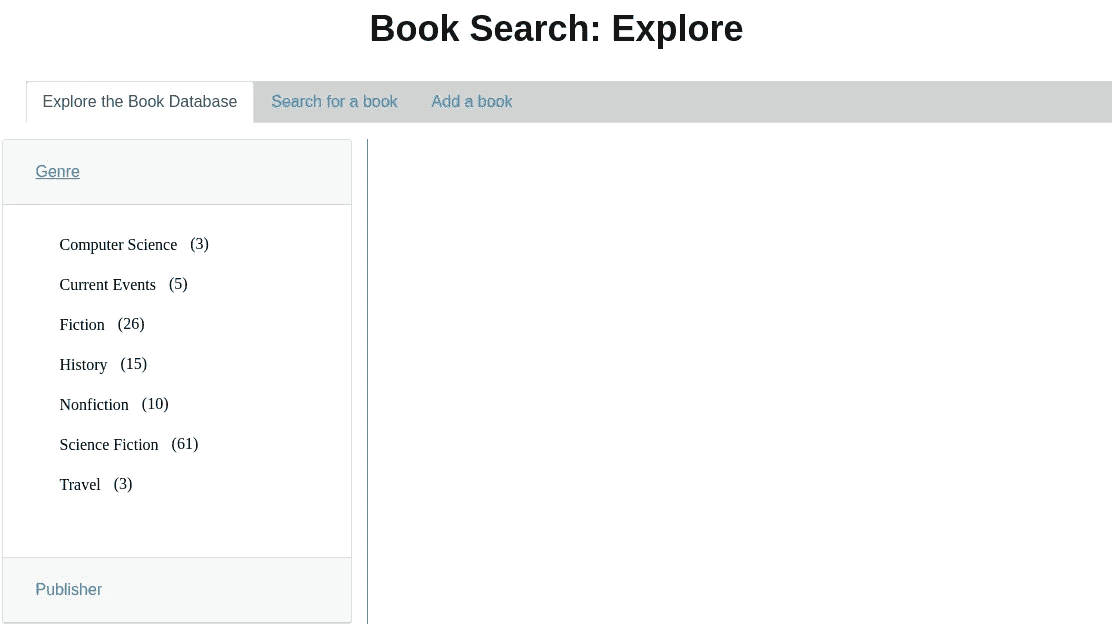 Book Search: Explore
Explore the Book Database Search for a book Add a book
Genre
Computer Science (3)
Current Events (5)
Fiction (26)
History (15)
Nonfiction (10)
Science Fiction (61)
Travel (3)
Publisher